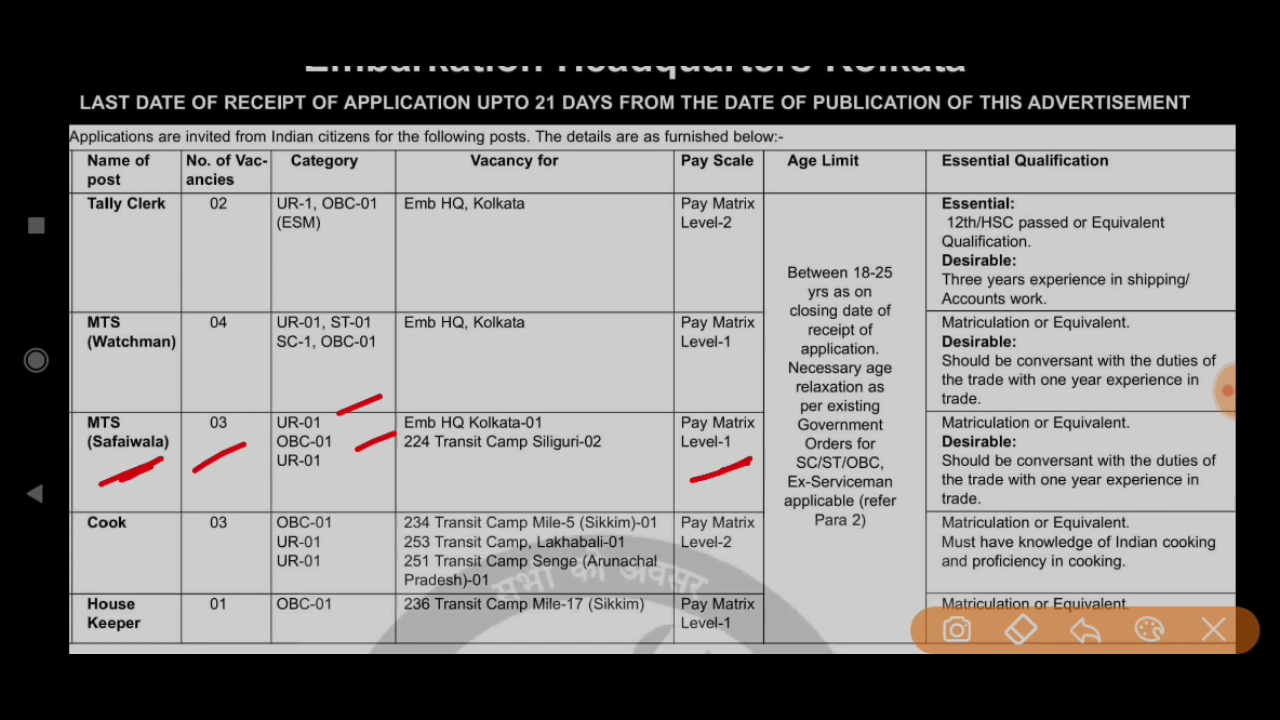 Embarkation Headquarters Kolkata
LAST DATE OF RECEIPT OF APPLICATION UPTO 21 DAYS FROM THE DATE OF PUBLICATION OF THIS ADVERTISEMENT
Applications are invited from Indian citizens for the following posts. The details are as furnished below:-
Name of post
No. of Vac-
ancies
Category
Vacancy for
Pay Scale
Age Limit
Essential Qualification
Tally Clerk
02
UR-1, OBC-01
(ESM)
Emb HQ, Kolkata
Pay Matrix
Level-2
Between 18-25
yrs as on
closing date of
receipt of
application.
Necessary age
relaxation as
per existing
Government
Orders for
SC/ST/OBC,
Ex-Serviceman
applicable (refer
Para 2)
Essential:
12th/HSC passed or Equivalent
Qualification.
Desirable:
Three years experience in shipping/
Accounts work.
MTS
(Watchman)
04
UR-01, ST-01
SC-1, OBC-01
Emb HQ, Kolkata
Pay Matrix
Level-1
Matriculation or Equivalent.
Desirable:
Should be conversant with the duties of
the trade with one year experience in
trade.
MTS
(Safaiwala)
03
UR-01
OBC-01
UR-01
Emb HQ Kolkata-01
224 Transit Camp Siliguri-02
Pay Matrix
Level-1
Matriculation or Equivalent.
Desirable:
Should be conversant with the duties of
the trade with one year experience in
trade.
Cook
03
OBC-01
UR-01
UR-01
234 Transit Camp Mile-5 (Sikkim)-01
253 Transit Camp, Lakhabali-01
251 Transit Camp Senge (Arunachal
Pradesh)-01
Pay Matrix
Level-2
Matriculation or Equivalent.
Must have knowledge of Indian cooking
and proficiency in cooking.
House
Keeper
01
OBC-01
236 Transit Camp Mile-17 (Sikkim)
Pay Matrix
Level-1
Matriculation or Equivalent.
सभी को अवसर